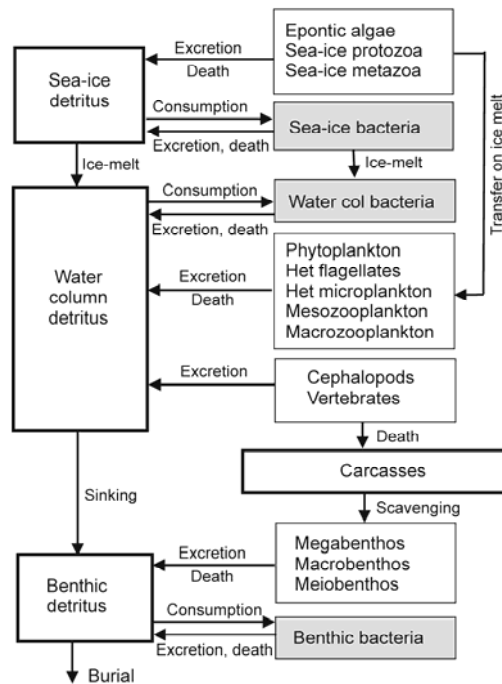 Epontic algae
Sea-ice protozoa
Sea-ice metazoa
Excretion
Death
Sea-ice
detritus
Consumption
Excretion, death
Sea-ice bacteria
Ice-melt
Ice-melt
Transfer on ice melt
Consumption
Excretion, death
Water col bacteria
Water
column
detritus
Excretion
Death
Phytoplankton
Het flagellates
Het microplankton
Mesozooplankton
Macrozooplankton
Excretion
Cephalopods
Vertebrates
Death
Carcasses
Sinking
Scavenging
Megabenthos
Macrobenthos
Meiobenthos
Excretion
Death
Benthic
detritus
Consumption
Excretion, death
Benthic bacteria
Burial